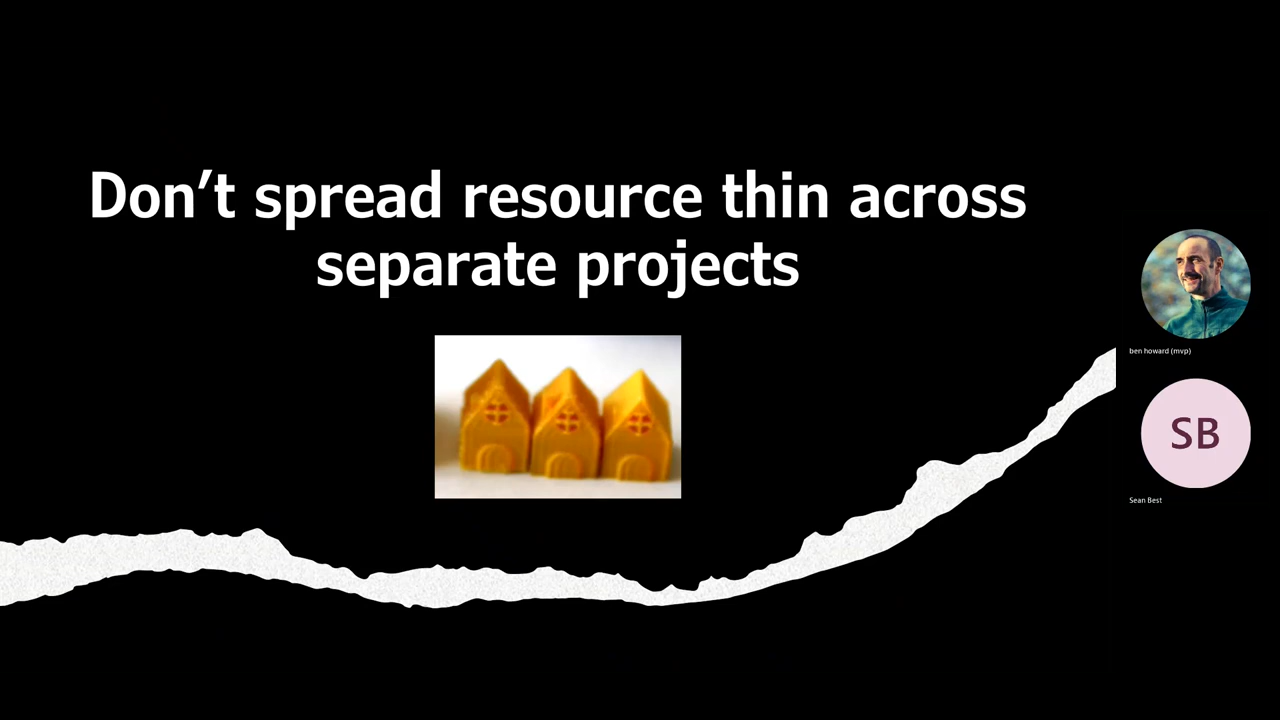 Don’t spread resource thin across
separate projects
ben howard (mvp)
SB
Sean Best